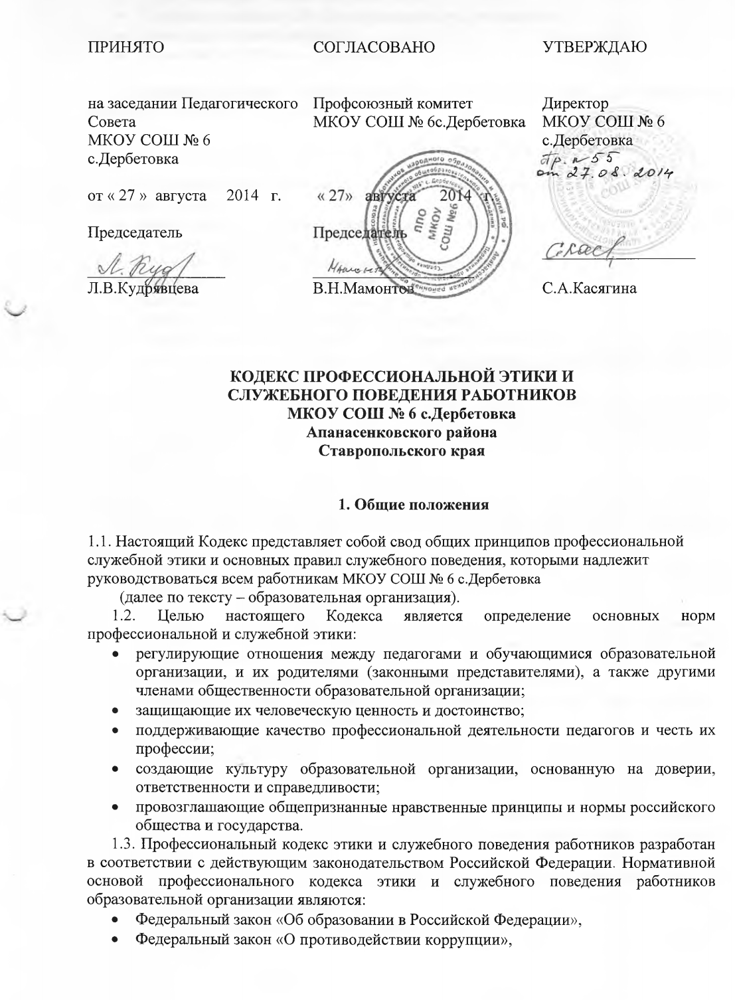 ПРИНЯТО
СОГЛАСОВАНО
УТВЕРЖДАЮ
на заседании Педагогического
Совета
МКОУ СОШ № 6
с.Дербетовка
от « 27 » августа 2014 г.
Председатель
Л.В.Кудрявцева
Профсоюзный комитет
МКОУ СОШ № 6с.Дербетовка
« 27» августа 2014 г.
Председатель
В.Н.Мамонтов
ППО
МКОУ
СОШ №6
Директор
МКОУ СОШ № 6
с.Дербетовка
Пр. № 55
от 27.08.2014
С.А.Касягина
КОДЕКС ПРОФЕССИОНАЛЬНОЙ ЭТИКИ И
СЛУЖЕБНОГО ПОВЕДЕНИЯ РАБОТНИКОВ
МКОУ СОШ № 6 с.Дербетовка
Апанасенковского района
Ставропольского края
1. Общие положения
1.1. Настоящий Кодекс представляет собой свод общих принципов профессиональной
служебной этики и основных правил служебного поведения, которыми надлежит
руководствоваться всем работникам МКОУ СОШ № 6 с.Дербетовка
(далее по тексту – образовательная организация).
1.2. Целью настоящего Кодекса является определение основных норм
профессиональной и служебной этики:
• регулирующие отношения между педагогами и обучающимися образовательной
организации, и их родителями (законными представителями), а также другими
членами общественности образовательной организации;
• защищающие их человеческую ценность и достоинство;
• поддерживающие качество профессиональной деятельности педагогов и честь их
профессии;
• создающие культуру образовательной организации, основанную на доверии,
ответственности и справедливости;
• провозглашающие общепризнанные нравственные принципы и нормы российского
общества и государства.
1.3. Профессиональный кодекс этики и служебного поведения работников разработан
в соответствии с действующим законодательством Российской Федерации. Нормативной
основой профессионального кодекса этики и служебного поведения работников
образовательной организации являются:
• Федеральный закон «Об образовании в Российской Федерации»,
• Федеральный закон «О противодействии коррупции»,